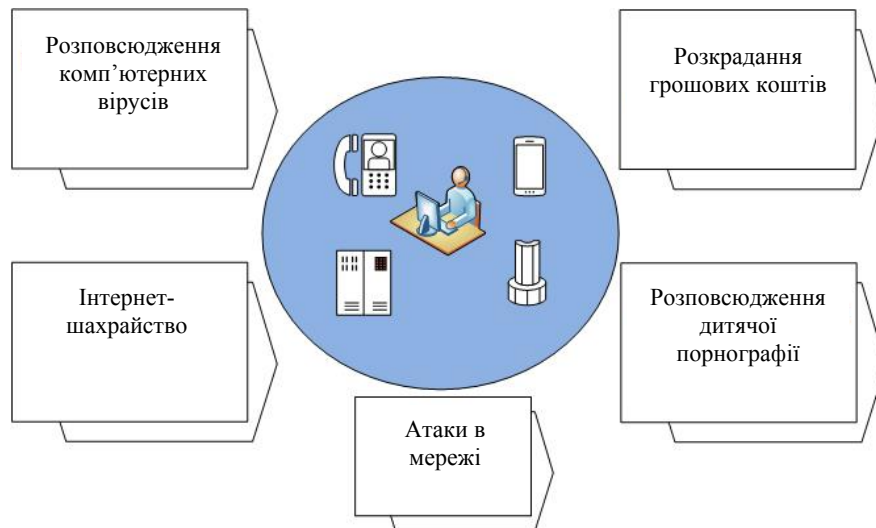 Розповсюдження
комп’ютерних
вірусів
Розкрадання
грошових коштів
Інтернет-
шахрайство
Розповсюдження
дитячої
порнографії
Атаки в
мережі